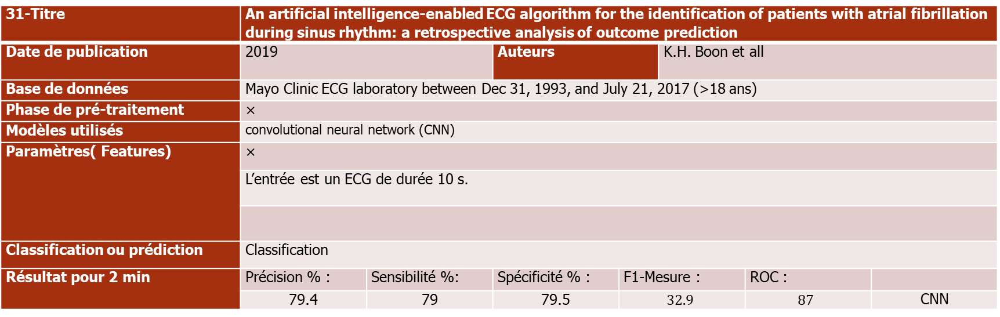 31-Titre
An artificial intelligence-enabled ECG algorithm for the identification of patients with atrial fibrillation
during sinus rhythm: a retrospective analysis of outcome prediction
Date de publication
2019
Auteurs
K.H. Boon et all
Base de données
Mayo Clinic ECG laboratory between Dec 31, 1993, and July 21, 2017 (>18 ans)
Phase de pré-traitement
×
Modèles utilisés
convolutional neural network (CNN)
Paramètres( Features)
×
L’entrée est un ECG de durée 10 s.
Classification ou prédiction
Classification
Résultat pour 2 min
Précision % :
Sensibilité %:
Spécificité % :
F1-Mesure :
ROC :
79.4
79
79.5
32.9
87
CNN